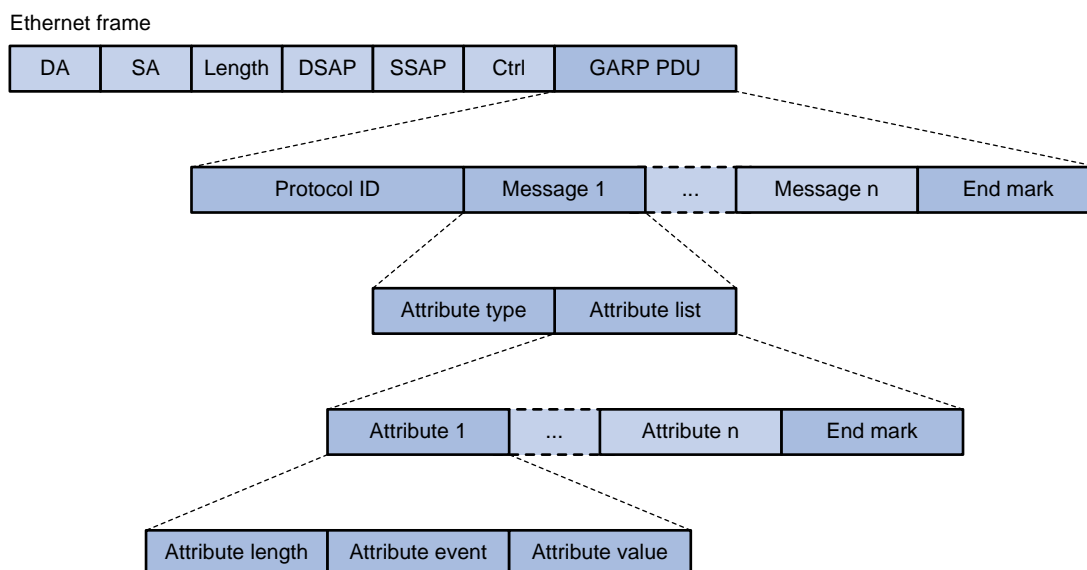 Ethernet frame
DA SA Length DSAP SSAP Ctrl GARP PDU
Protocol ID Message 1 ... Message n End mark
Attribute type Attribute list
Attribute 1 ... Attribute n End mark
Attribute length Attribute event Attribute value